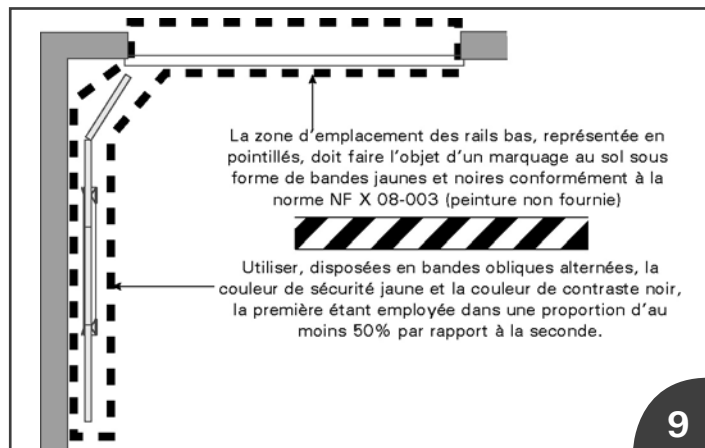 La zone d'emplacement des rails bas, représentée en
pointillés, doit faire l'objet d'un marquage au sol sous
forme de bandes jaunes et noires conformément à la
norme NF X 08-003 (peinture non fournie)
Utiliser, disposées en bandes obliques alternées, la
couleur de sécurité jaune et la couleur de contraste noir,
la première étant employée dans une proportion d'au
moins 50% par rapport à la seconde.
9